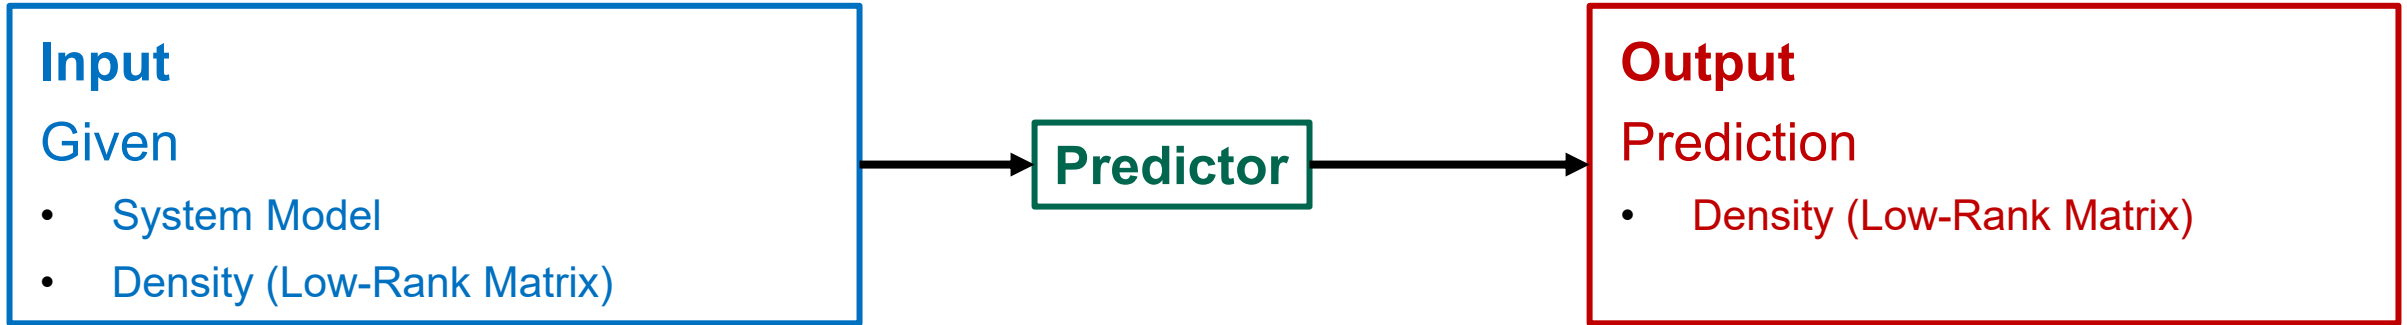 Input
Given
• System Model
• Density (Low-Rank Matrix)
Predictor
Output
Prediction
• Density (Low-Rank Matrix)